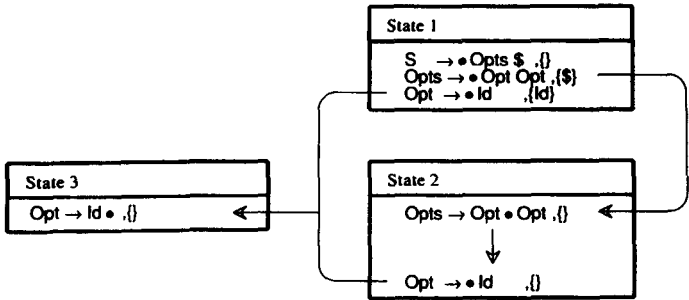 State 1
S → • Opts $ ,{}
Opts → • Opt Opt ,{$}
Opt → • Id ,{Id}
State 3
Opt → Id • ,{}
State 2
Opts → Opt • Opt ,{}
Opt → • Id ,{}